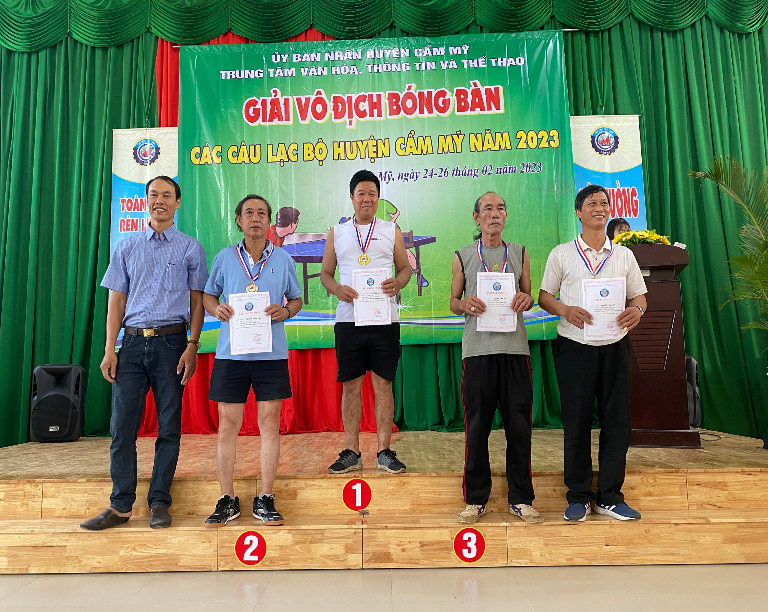 ỦY BAN NHÂN HUYỆN CẨM MỸ
TRUNG TÂM VĂN HÓA, THÔNG TIN VÀ THỂ THAO
GIẢI VÔ ĐỊCH BÓNG BÀN
CÁC CÂU LẠC BỘ HUYỆN CẨM MỸ NĂM 2023
Mỹ, ngày 24-26 tháng 02 năm 2023
TOÀN
RÈN
1
2
3